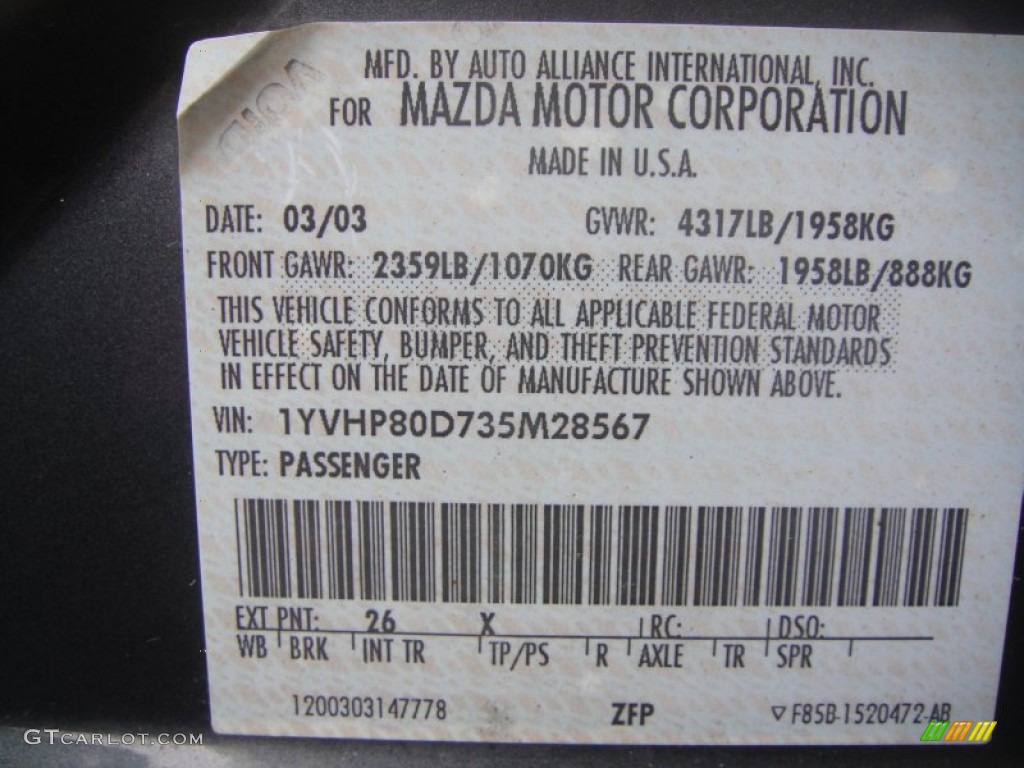 VOID
MFD. BY AUTO ALLIANCE INTERNATIONAL, INC.
FOR MAZDA MOTOR CORPORATION
MADE IN U.S.A.
DATE: 03/03 GVWR: 4317LB/1958KG
FRONT GAWR: 2359LB/1070KG REAR GAWR: 1958LB/888KG
THIS VEHICLE CONFORMS TO ALL APPLICABLE FEDERAL MOTOR
VEHICLE SAFETY, BUMPER, AND THEFT PREVENTION STANDARDS
IN EFFECT ON THE DATE OF MANUFACTURE SHOWN ABOVE.
VIN: 1YVHP80D735M28567
TYPE: PASSENGER
EXT PNT: 26 X RC: DSO:
WB BRK INT TR TP/PS R AXLE TR SPR
1200303147778 ZFP F85B-1520472-AB
GTCARLOT.COM